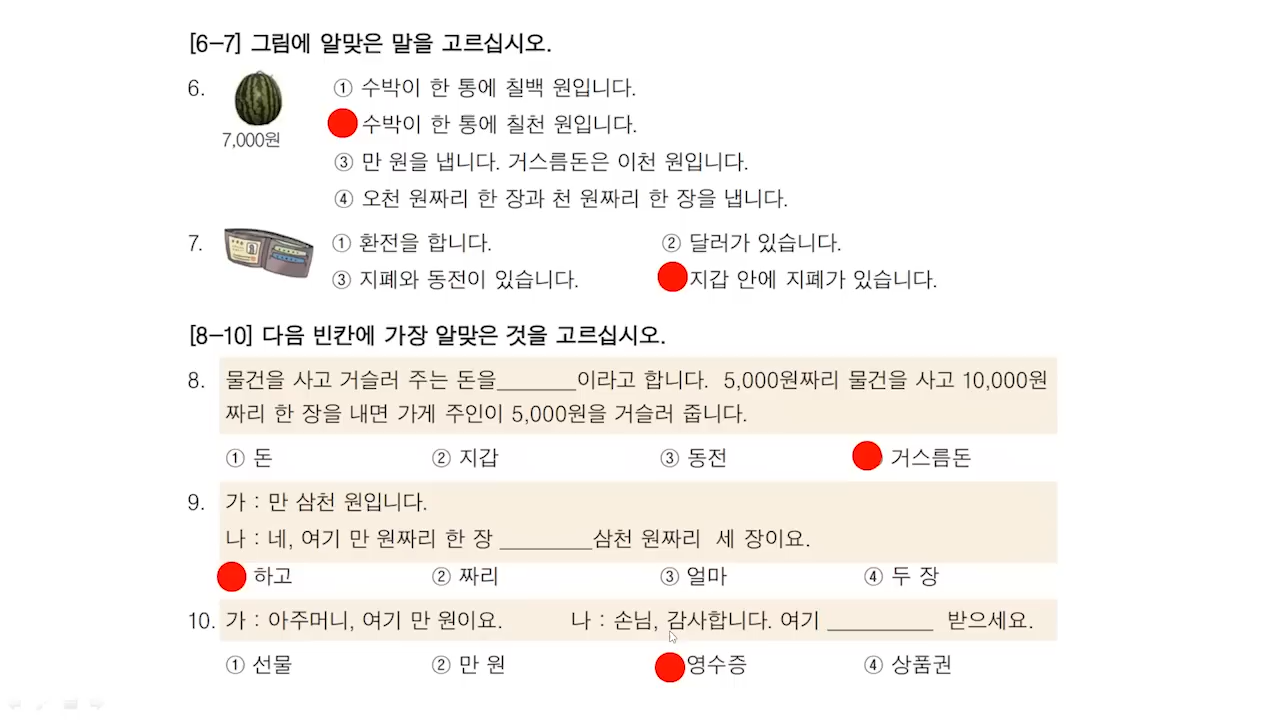 [6-7] 그림에 알맞은 말을 고르십시오.
6.
7,000원
① 수박이 한 통에 칠백 원입니다.
수박이 한 통에 칠천 원입니다.
③ 만 원을 냅니다. 거스름돈은 이천 원입니다.
④ 오천 원짜리 한 장과 천 원짜리 한 장을 냅니다.
7. ① 환전을 합니다. ② 달러가 있습니다.
③ 지폐와 동전이 있습니다. 지갑 안에 지폐가 있습니다.
[8-10] 다음 빈칸에 가장 알맞은 것을 고르십시오.
8. 물건을 사고 거슬러 주는 돈을_______이라고 합니다. 5,000원짜리 물건을 사고 10,000원
짜리 한 장을 내면 가게 주인이 5,000원을 거슬러 줍니다.
① 돈 ② 지갑 ③ 동전 거스름돈
9. 가 : 만 삼천 원입니다.
나 : 네, 여기 만 원짜리 한 장 ________삼천 원짜리 세 장이요.
하고 ② 짜리 ③ 얼마 ④ 두 장
10. 가 : 아주머니, 여기 만 원이요. 나 : 손님, 감사합니다. 여기 _________ 받으세요.
① 선물 ② 만 원 영수증 ④ 상품권